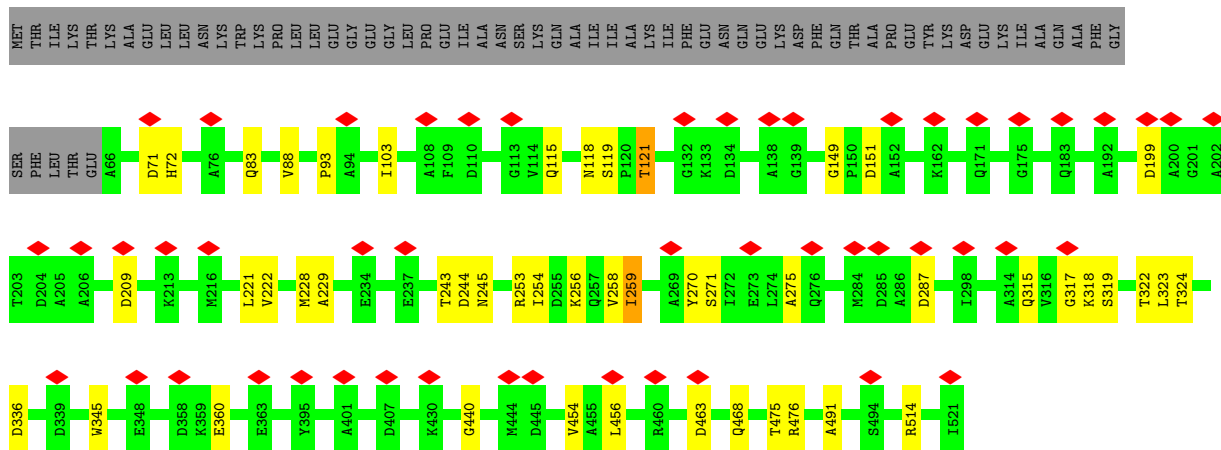 MET THR ILE LYS THR LYS ALA GLU LEU LEU ASN LYS TRP LYS PRO LEU LEU GLU GLY GLU GLY LEU PRO GLU ILE ALA ASN SER LYS GLN ALA ILE ILE ALA LYS ILE PHE GLU ASN GLN GLU LYS ASP PHE GLN THR ALA PRO GLU TYR LYS ASP GLU LYS ILE ALA GLN ALA PHE GLY
SER PHE LEU THR GLU A66 D71 H72 A76 Q83 V88 P93 A94 I103 A108 F109 D110 G113 V114 Q115 N118 S119 P120 T121 G132 K133 D134 A138 G139 G149 P150 D151 A152 K162 Q171 G175 Q183 A192 D199 A200 G201 A202
T203 D204 A205 A206 D209 K213 M216 L221 V222 M228 A229 E234 E237 T243 D244 N245 R253 I254 D255 K256 Q257 V258 I259 A269 Y270 S271 I272 E273 L274 A275 Q276 M284 D285 A286 D287 I298 A314 Q315 V316 G317 K318 S319 T322 L323 T324
D336 D339 W345 E348 D358 K359 E360 E363 Y395 A401 D407 K430 G440 M444 D445 V454 A455 L456 R460 D463 Q468 T475 R476 A491 S494 R514 I521